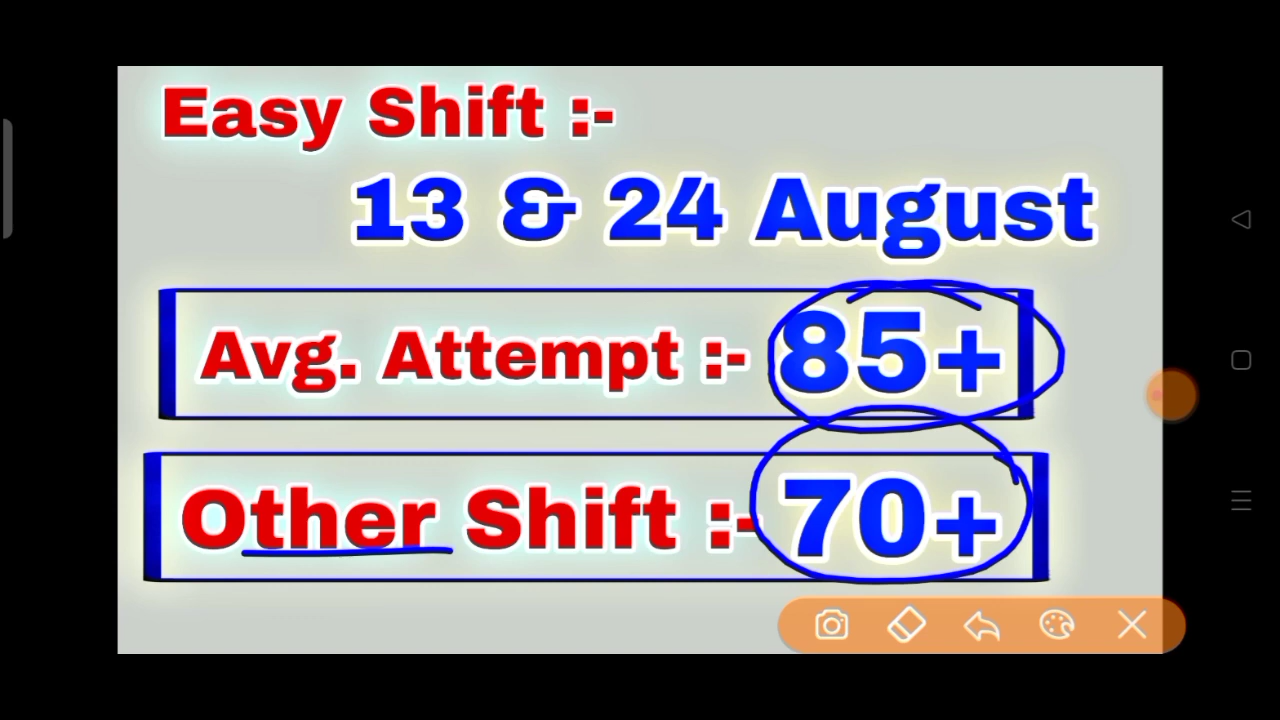 Easy Shift :-
13 & 24 August
Avg. Attempt :- 85+
Other Shift :- 70+